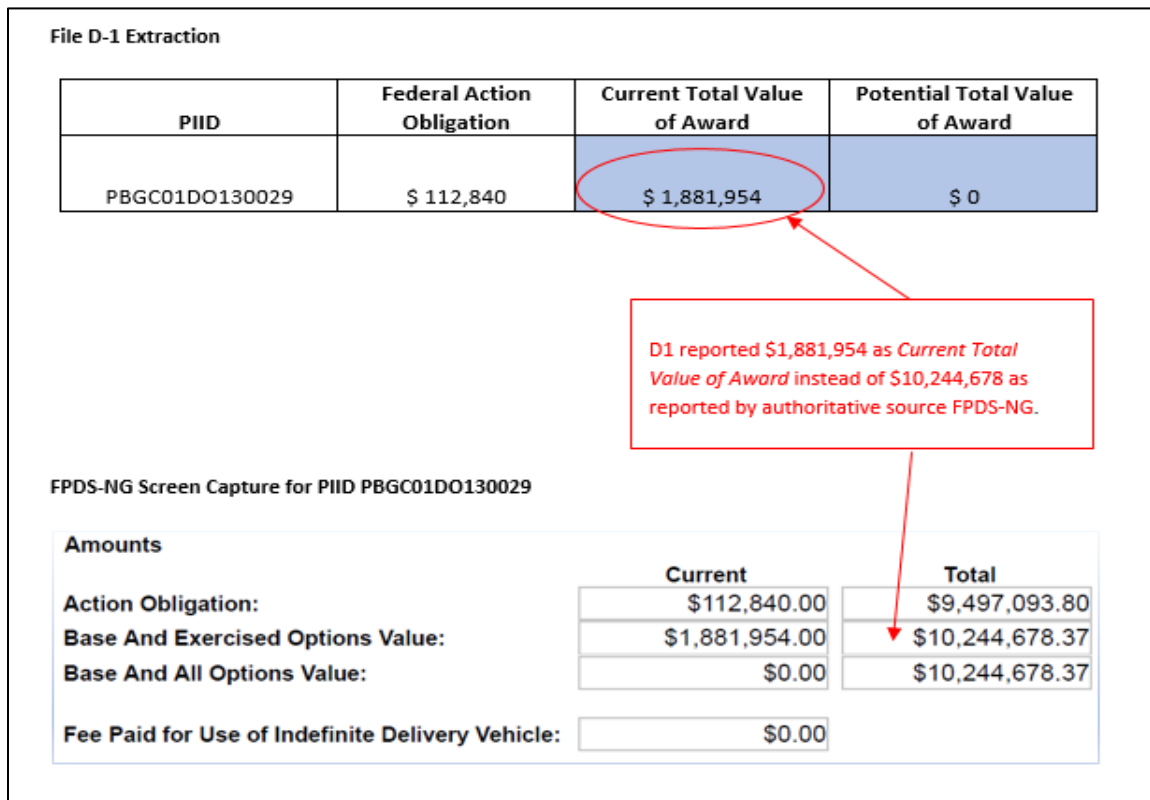 File D-1 Extraction
PIID
Federal Action
Obligation
Current Total Value
of Award
Potential Total Value
of Award
PBGC01DO130029
$ 112,840
$ 1,881,954
$ 0
D1 reported $1,881,954 as Current Total
Value of Award instead of $10,244,678 as
reported by authoritative source FPDS-NG.
FPDS-NG Screen Capture for PIID PBGC01DO130029
Amounts
Current Total
Action Obligation: $112,840.00 $9,497,093.80
Base And Exercised Options Value: $1,881,954.00 $10,244,678.37
Base And All Options Value: $0.00 $10,244,678.37
Fee Paid for Use of Indefinite Delivery Vehicle: $0.00